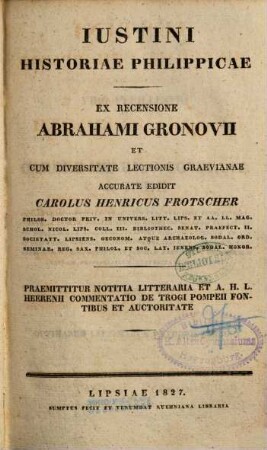 IUSTINI
HISTORIAE PHILIPPICAE
EX RECENSIONE
ABRAHAMI GRONOVII
ET
CUM DIVERSITATE LECTIONIS GRAEVIANAE
ACCURATE EDIDIT
CAROLUS HENRICUS FROTSCHER
PHILOS. DOCTOR PRIV. IN UNIVERS. LITT. LIPS. ET AA. LL. MAG.
SCHOL. NICOL. LIPS. COLL. III. BIBLIOTHEC. SENAT. PRAEFECT. II.
SOCIETATT. LIPSIENS. OECONOM. ATQUE ARCHAEOLOG. SODAL. ORD.
SEMINAR. REG. SAX. PHILOL. ET SOC. LAT. IENENS. SODAL. HONOR.
PRAEMITTITUR NOTITIA LITTERARIA ET A. H. L.
HEERENII COMMENTATIO DE TROGI POMPEII FON-
TIBUS ET AUCTORITATE
LIPSIAE 1827.
SUMPTUS FECIT ET VENUMDAT KUEHNIANA LIBRARIA